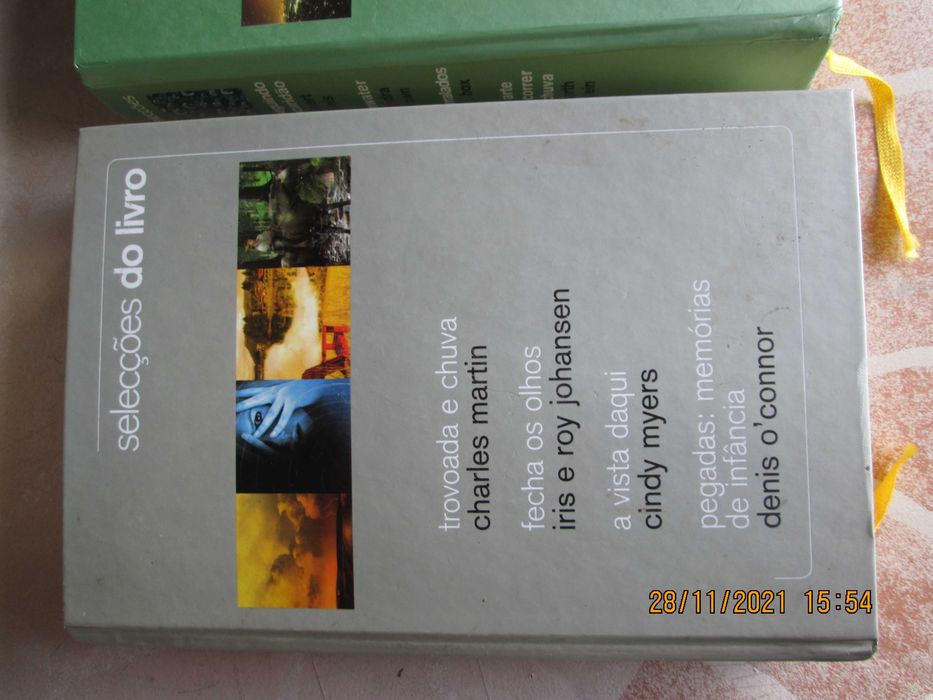 selecções do livro
trovoada e chuva
charles martin
fecha os olhos
iris e roy johansen
a vista daqui
cindy myers
pegadas: memórias
de infância
denis o'connor
28/11/2021 15:54